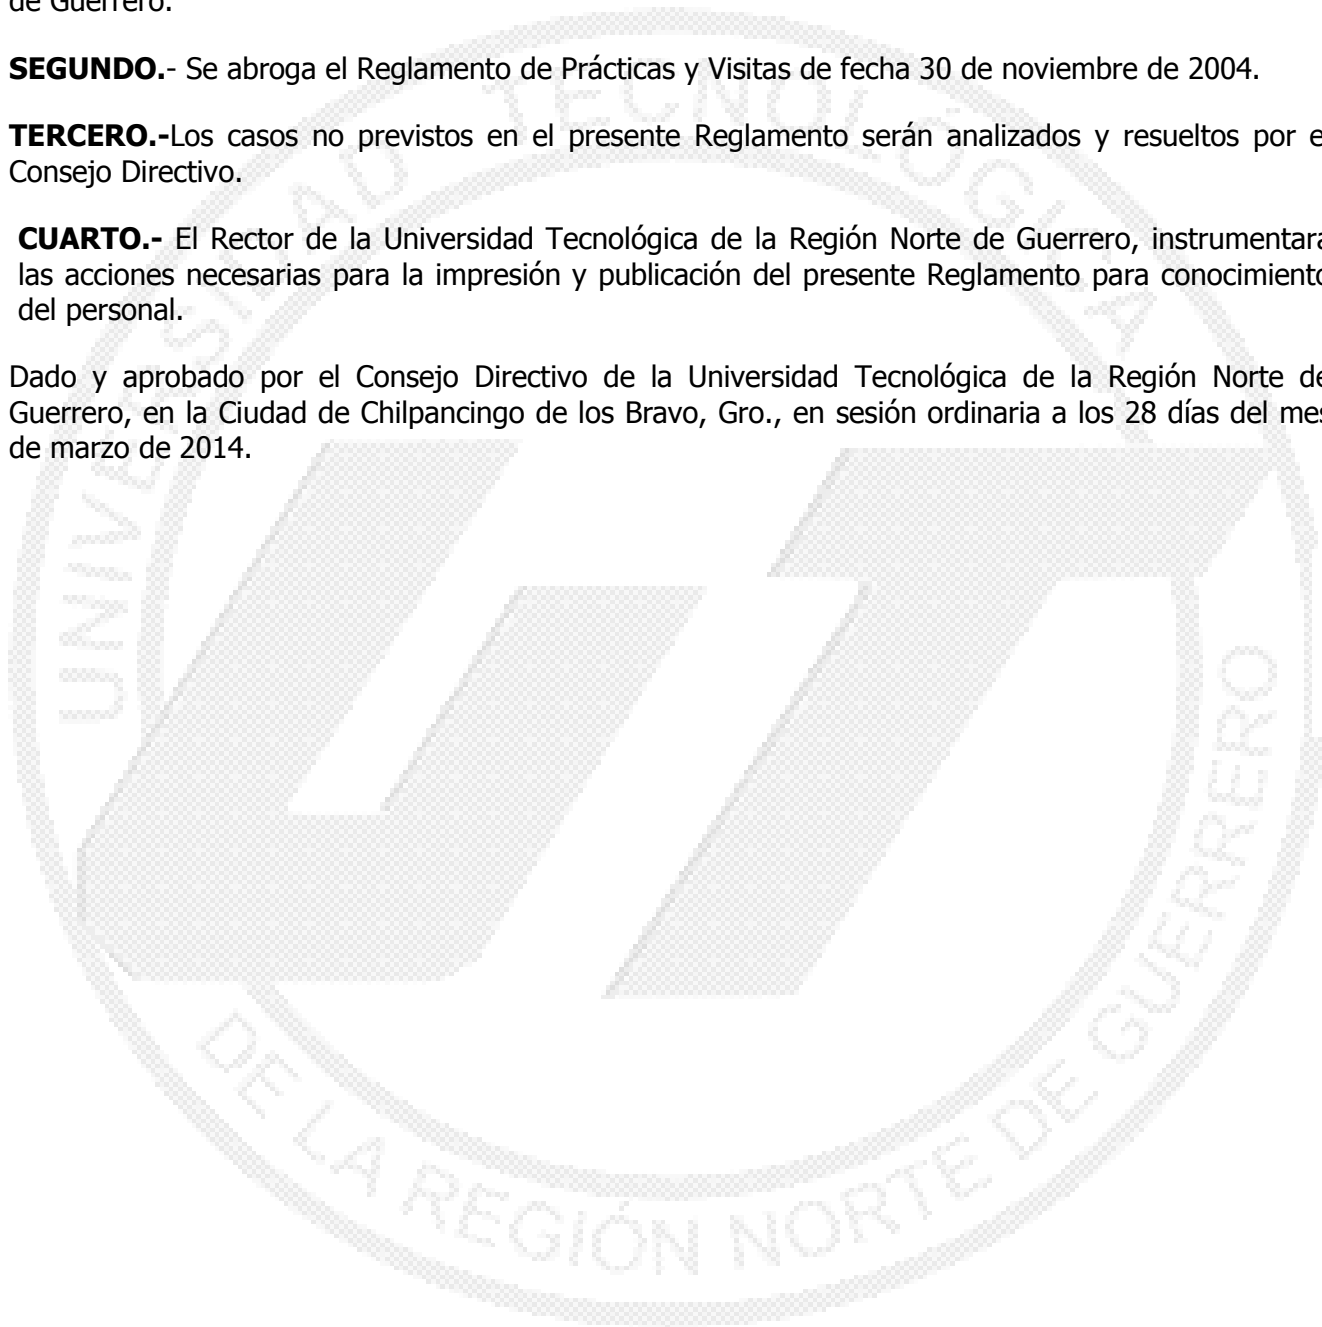 de Guerrero.
SEGUNDO.- Se abroga el Reglamento de Prácticas y Visitas de fecha 30 de noviembre de 2004.
TERCERO.-Los casos no previstos en el presente Reglamento serán analizados y resueltos por e
Consejo Directivo.
CUARTO.- El Rector de la Universidad Tecnológica de la Región Norte de Guerrero, instrumentara
las acciones necesarias para la impresión y publicación del presente Reglamento para conocimiento
del personal.
Dado y aprobado por el Consejo Directivo de la Universidad Tecnológica de la Región Norte de
Guerrero, en la Ciudad de Chilpancingo de los Bravo, Gro., en sesión ordinaria a los 28 días del mes
de marzo de 2014.
UNIVERSIDAD TECNOLÓGICA
UT
DE LA REGIÓN NORTE DE GUERRERO